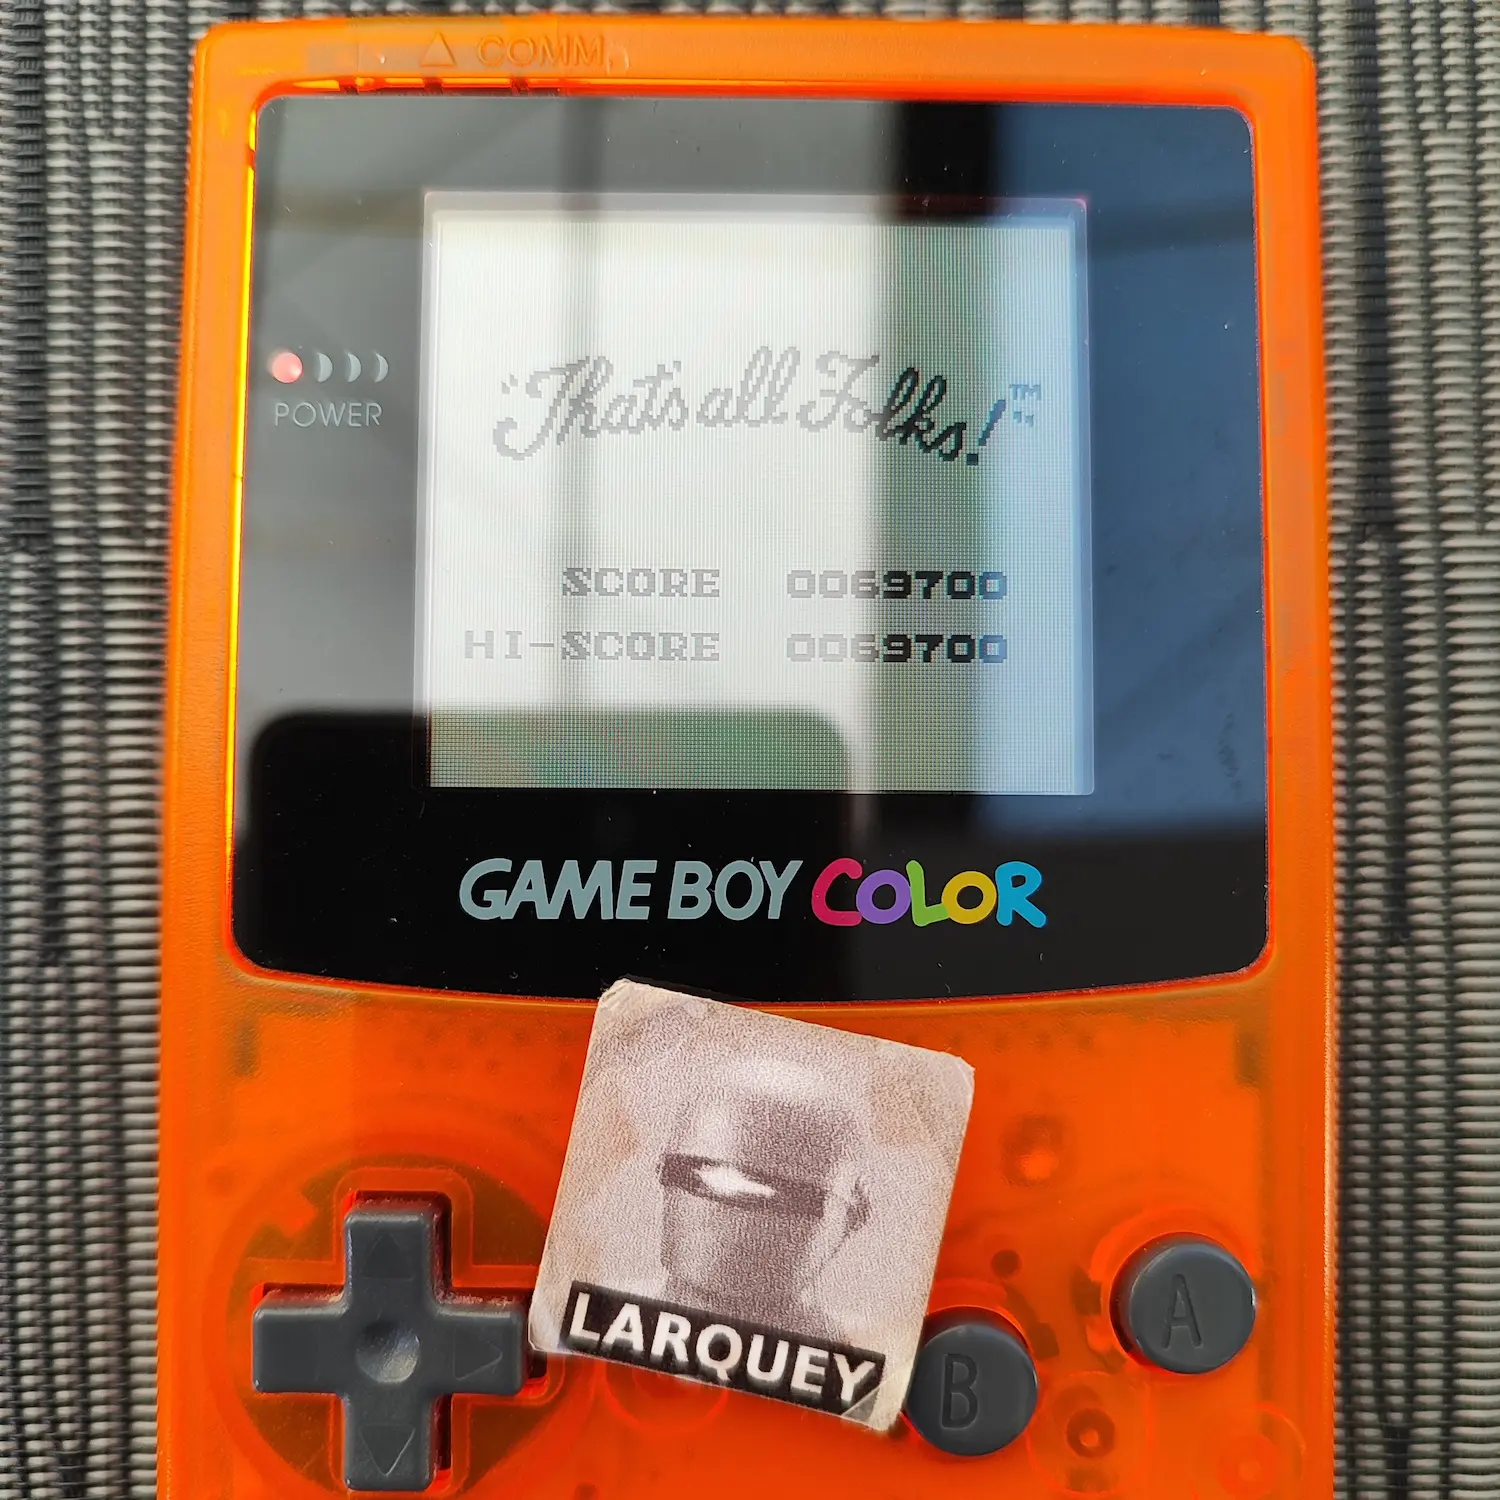 COMM.
"That's all Folks!"™
POWER
SCORE 0069700
HI-SCORE 0069700
GAME BOY COLOR
LARQUEY
A
B